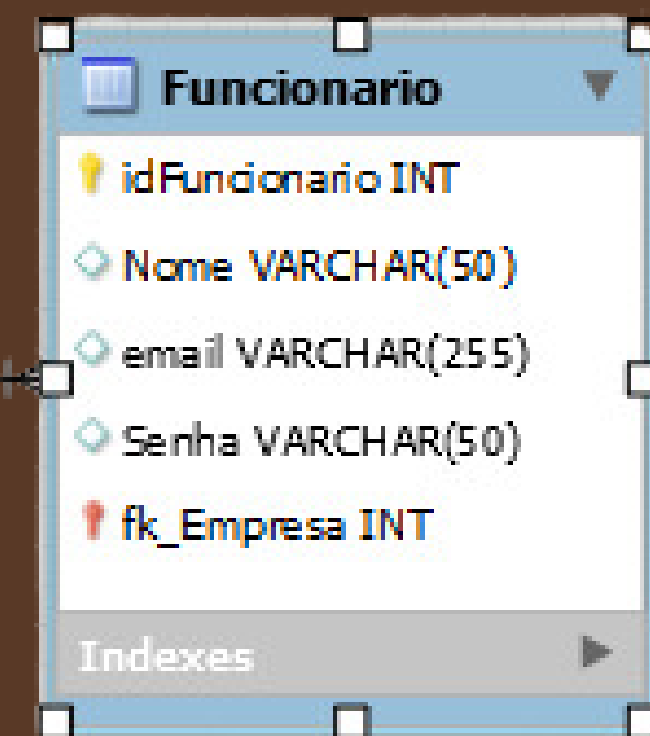 Funcionario
idFuncionario INT
Nome VARCHAR(50)
email VARCHAR(255)
Senha VARCHAR(50)
fk_Empresa INT
Indexes